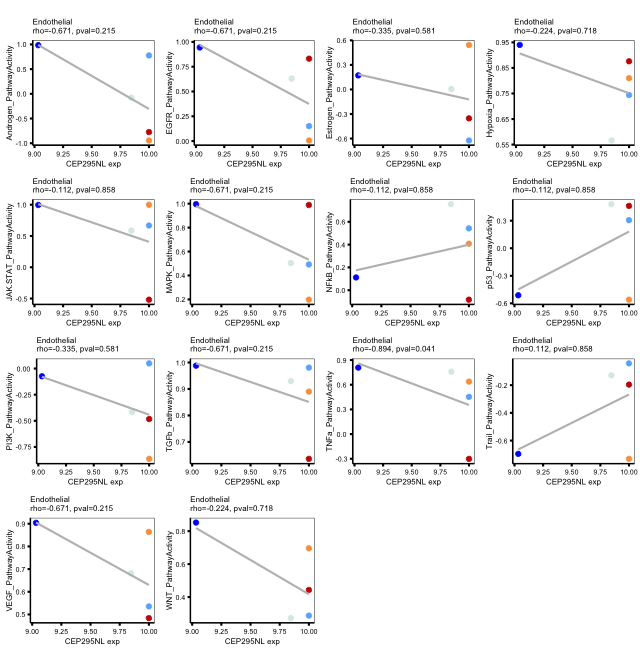 Endothelial
rho=-0.671, pval=0.215
Androgen_PathwayActivity
1.0
0.5
0.0
-0.5
-1.0
9.00
9.25
9.50
9.75
10.00
CEP295NL exp
Endothelial
rho=-0.671, pval=0.215
EGFR_PathwayActivity
1.00
0.75
0.50
0.25
0.00
9.00
9.25
9.50
9.75
10.00
CEP295NL exp
Endothelial
rho=-0.335, pval=0.581
Estrogen_PathwayActivity
0.6
0.3
0.0
-0.3
-0.6
9.00
9.25
9.50
9.75
10.00
CEP295NL exp
Endothelial
rho=-0.224, pval=0.718
Hypoxia_PathwayActivity
0.95
0.85
0.75
0.65
0.55
9.00
9.25
9.50
9.75
10.00
CEP295NL exp
Endothelial
rho=-0.112, pval=0.858
JAK-STAT_PathwayActivity
1.0
0.5
0.0
-0.5
9.00
9.25
9.50
9.75
10.00
CEP295NL exp
Endothelial
rho=-0.671, pval=0.215
MAPK_PathwayActivity
1.0
0.8
0.6
0.4
0.2
9.00
9.25
9.50
9.75
10.00
CEP295NL exp
Endothelial
rho=-0.112, pval=0.858
NFkB_PathwayActivity
0.6
0.4
0.2
0.0
9.00
9.25
9.50
9.75
10.00
CEP295NL exp
Endothelial
rho=-0.112, pval=0.858
p53_PathwayActivity
0.3
0.0
-0.3
-0.6
9.00
9.25
9.50
9.75
10.00
CEP295NL exp
Endothelial
rho=-0.335, pval=0.581
PI3K_PathwayActivity
0.00
-0.25
-0.50
-0.75
9.00
9.25
9.50
9.75
10.00
CEP295NL exp
Endothelial
rho=-0.671, pval=0.215
TGFb_PathwayActivity
1.0
0.9
0.8
0.7
9.00
9.25
9.50
9.75
10.00
CEP295NL exp
Endothelial
rho=-0.894, pval=0.041
TNFa_PathwayActivity
0.9
0.6
0.3
0.0
-0.3
9.00
9.25
9.50
9.75
10.00
CEP295NL exp
Endothelial
rho=0.112, pval=0.858
Trail_PathwayActivity
-0.2
-0.4
-0.6
9.00
9.25
9.50
9.75
10.00
CEP295NL exp
Endothelial
rho=-0.671, pval=0.215
VEGF_PathwayActivity
0.9
0.8
0.7
0.6
0.5
9.00
9.25
9.50
9.75
10.00
CEP295NL exp
Endothelial
rho=-0.224, pval=0.718
WNT_PathwayActivity
0.8
0.6
0.4
9.00
9.25
9.50
9.75
10.00
CEP295NL exp